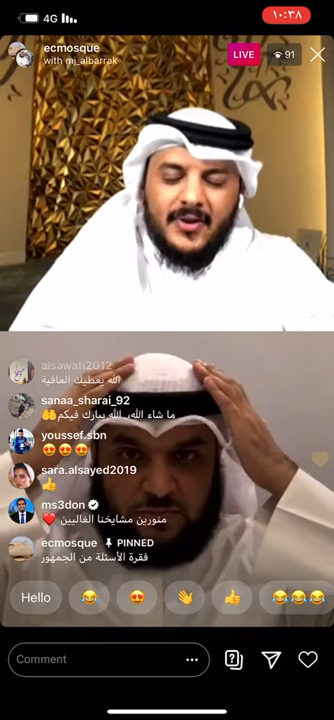 4G
١٠:٣٨
ecmosque
with mj_albarrak
LIVE
91
alsawafi2012
الله يعطيك العافية
sanaa_sharai_92
ما شاء الله، الله يبارك فيكم🤲
youssef.sbn
😍😍😍
sara.alsayed2019
👍
ms3don
منورين مشايخنا الغاليين ❤️
ecmosque PINNED
فقرة الأسئلة من الجمهور
Hello 😂 😍 👋 👍 😂😂😂
Comment